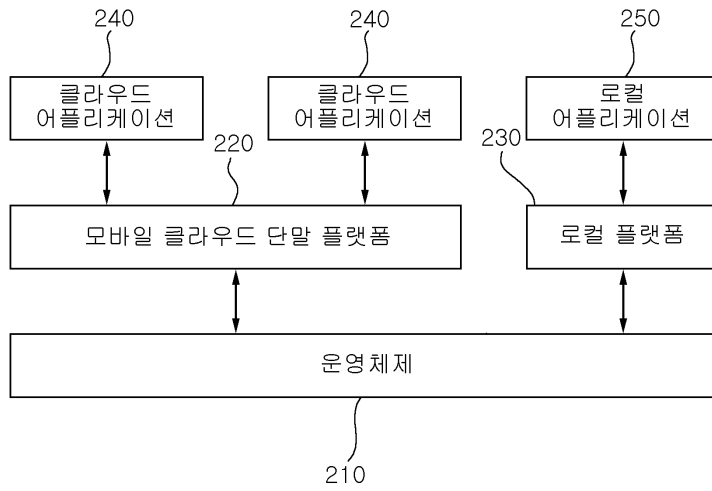 240
240
250
클라우드
어플리케이션
클라우드
어플리케이션
로컬
어플리케이션
220
230
모바일 클라우드 단말 플랫폼
로컬 플랫폼
운영체제
210